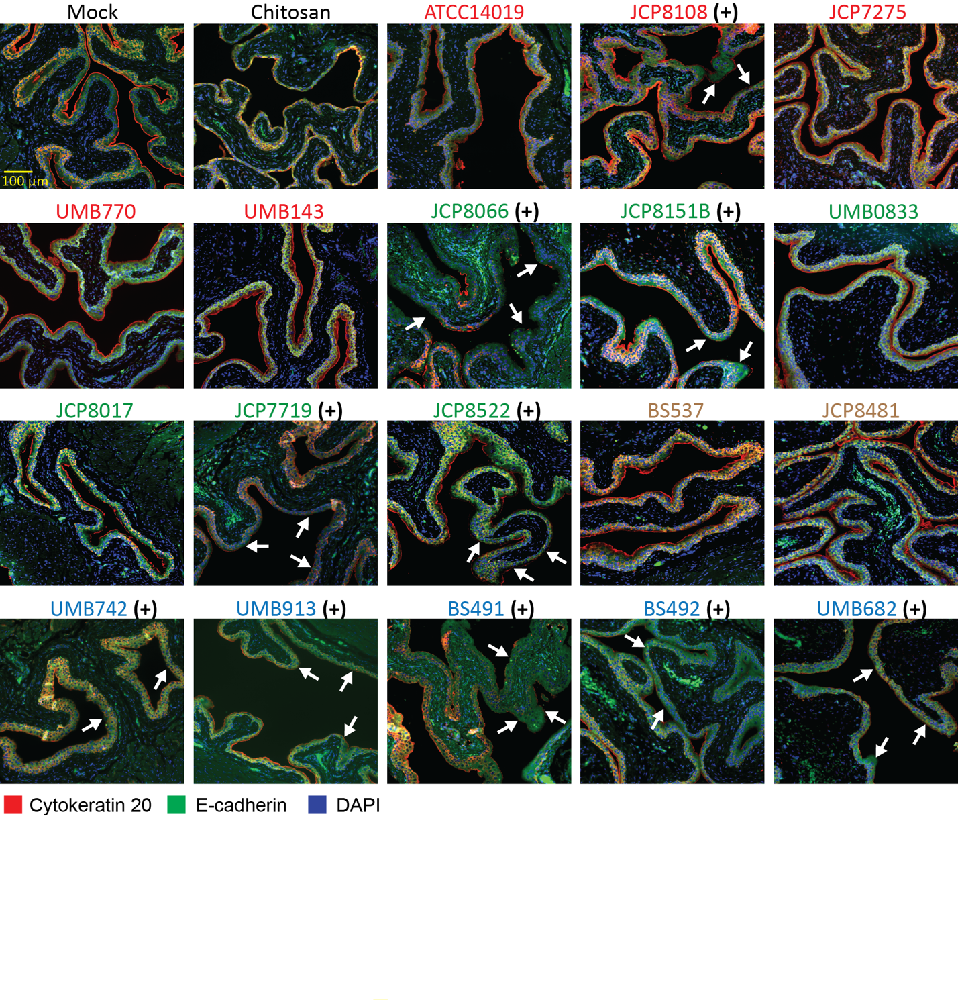 Mock Chitosan ATCC14019 JCP8108 (+) JCP7275
100 µm
UMB770 UMB143 JCP8066 (+) JCP8151B (+) UMB0833
JCP8017 JCP7719 (+) JCP8522 (+) BS537 JCP8481
UMB742 (+) UMB913 (+) BS491 (+) BS492 (+) UMB682 (+)
Cytokeratin 20 E-cadherin DAPI